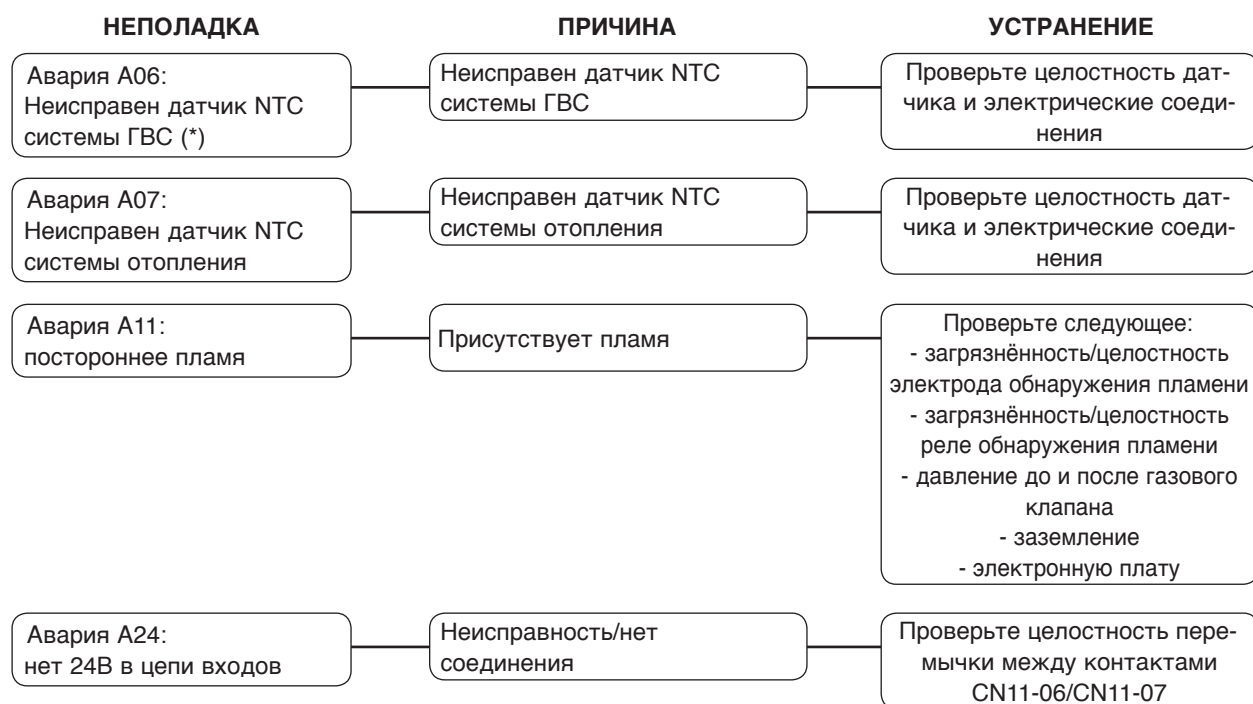 НЕПОЛАДКА
ПРИЧИНА
УСТРАНЕНИЕ
Авария A06:
Неисправен датчик NTC
системы ГВС (*)
Неисправен датчик NTC
системы ГВС
Проверьте целостность дат-
чика и электрические соеди-
нения
Авария A07:
Неисправен датчик NTC
системы отопления
Неисправен датчик NTC
системы отопления
Проверьте целостность дат-
чика и электрические соеди-
нения
Авария A11:
постороннее пламя
Присутствует пламя
Проверьте следующее:
- загрязнённость/целостность
электрода обнаружения пламени
- загрязнённость/целостность
реле обнаружения пламени
- давление до и после газового
клапана
- заземление
- электронную плату
Авария A24:
нет 24В в цепи входов
Неисправность/нет
соединения
Проверьте целостность пере-
мычки между контактами
CN11-06/CN11-07